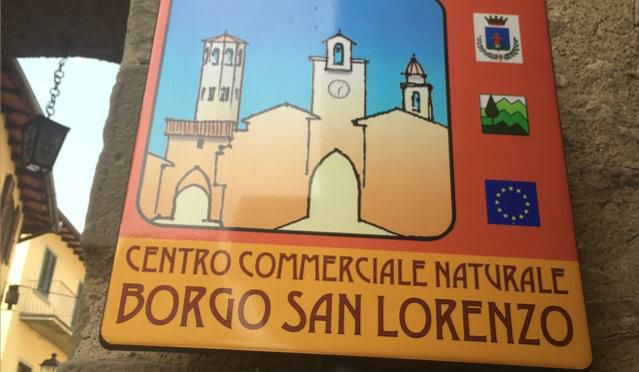 CENTRO COMMERCIALE NATURALE
BORGO SAN LORENZO